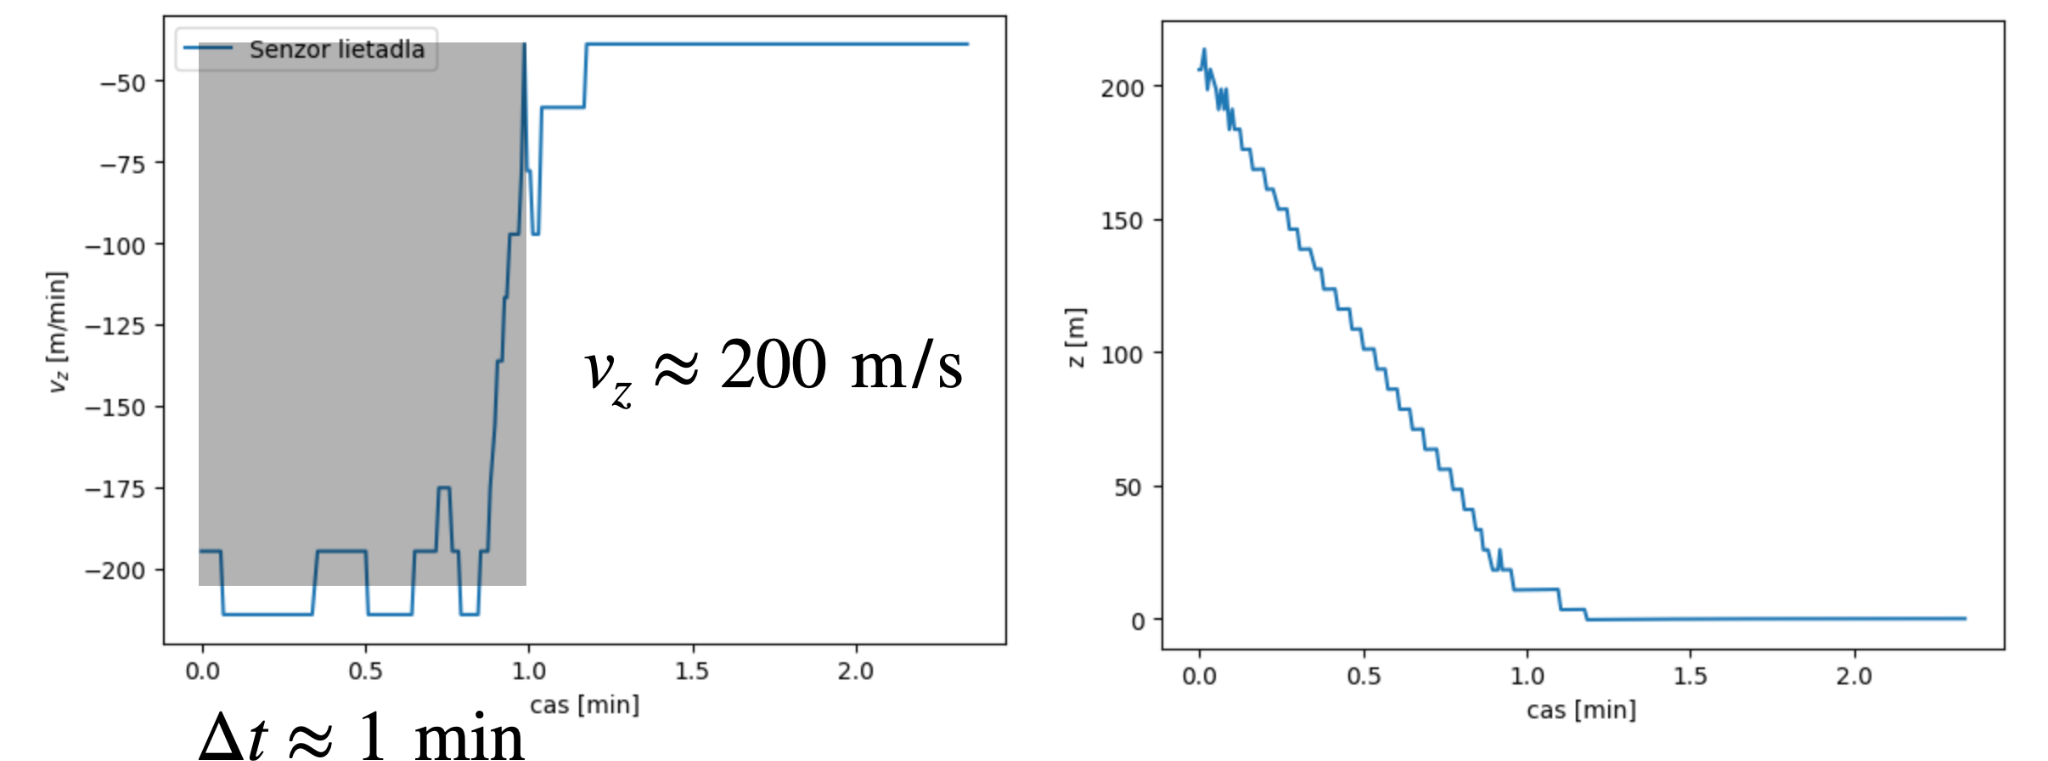 Senzor lietadla
−50
−75
−100
−125
−150
−175
−200
v_z [m/min]
v_z ≈ 200 m/s
0.0 0.5 1.0 1.5 2.0
cas [min]
Δt ≈ 1 min
200
150
100
50
0
z [m]
0.0 0.5 1.0 1.5 2.0
cas [min]